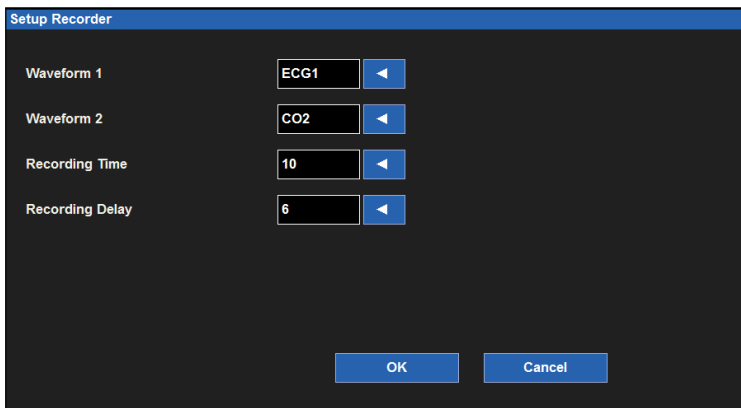 Setup Recorder
Waveform 1 ECG1
Waveform 2 CO2
Recording Time 10
Recording Delay 6
OK Cancel